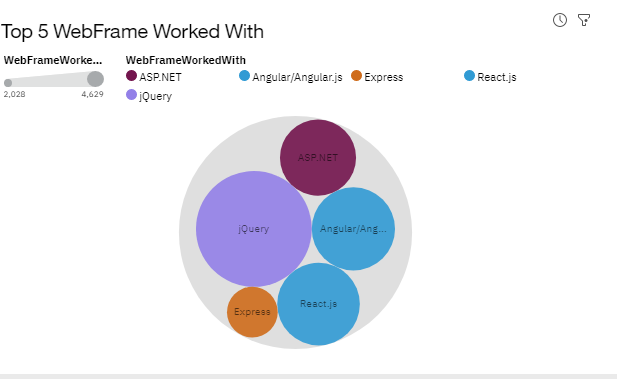 Top 5 WebFrame Worked With
WebFrameWorke... WebFrameWorkedWith
ASP.NET Angular/Angular.js Express React.js
2,028 4,629
jQuery
ASP.NET
jQuery Angular/Ang...
React.js
Express